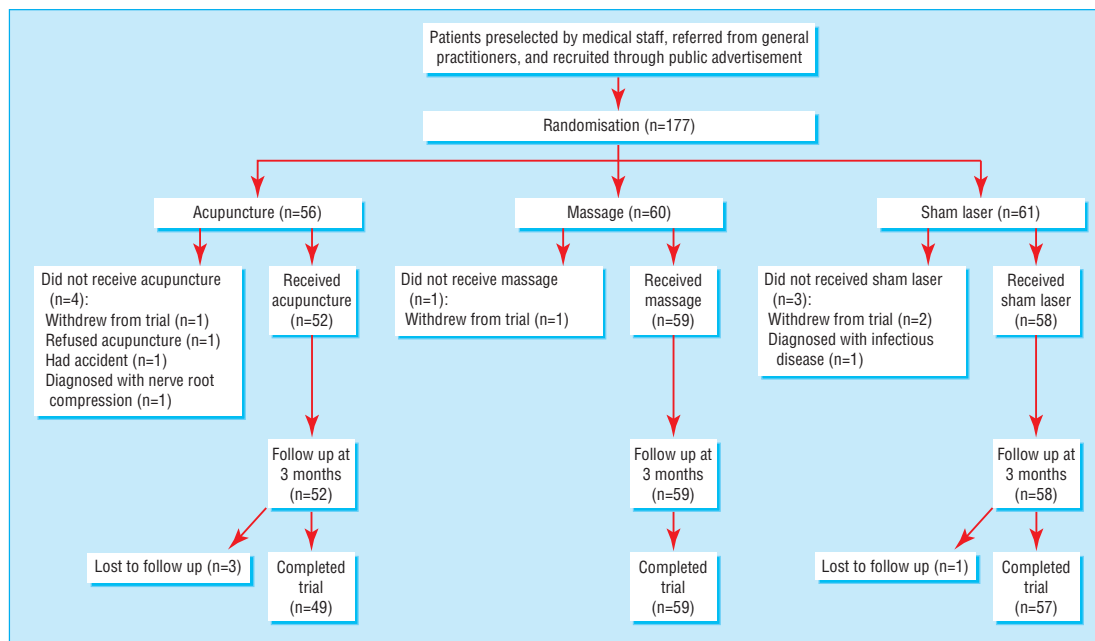 Patients preselected by medical staff, referred from general
practitioners, and recruited through public advertisement
Randomisation (n=177)
Acupuncture (n=56)
Massage (n=60)
Sham laser (n=61)
Did not receive acupuncture
(n=4):
Withdrew from trial (n=1)
Refused acupuncture (n=1)
Had accident (n=1)
Diagnosed with nerve root
compression (n=1)
Received
acupuncture
(n=52)
Did not receive massage
(n=1):
Withdrew from trial (n=1)
Received
massage
(n=59)
Did not received sham laser
(n=3):
Withdrew from trial (n=2)
Diagnosed with infectious
disease (n=1)
Received
sham laser
(n=58)
Follow up at
3 months
(n=52)
Follow up at
3 months
(n=59)
Follow up at
3 months
(n=58)
Lost to follow up (n=3)
Completed
trial
(n=49)
Completed
trial
(n=59)
Lost to follow up (n=1)
Completed
trial
(n=57)